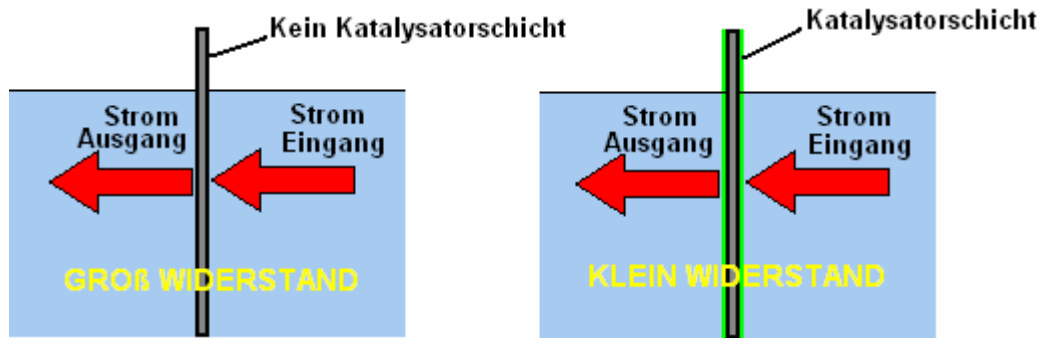 Kein Katalysatorschicht
Strom
Ausgang
Strom
Eingang
GROß WIDERSTAND
Katalysatorschicht
Strom
Ausgang
Strom
Eingang
KLEIN WIDERSTAND